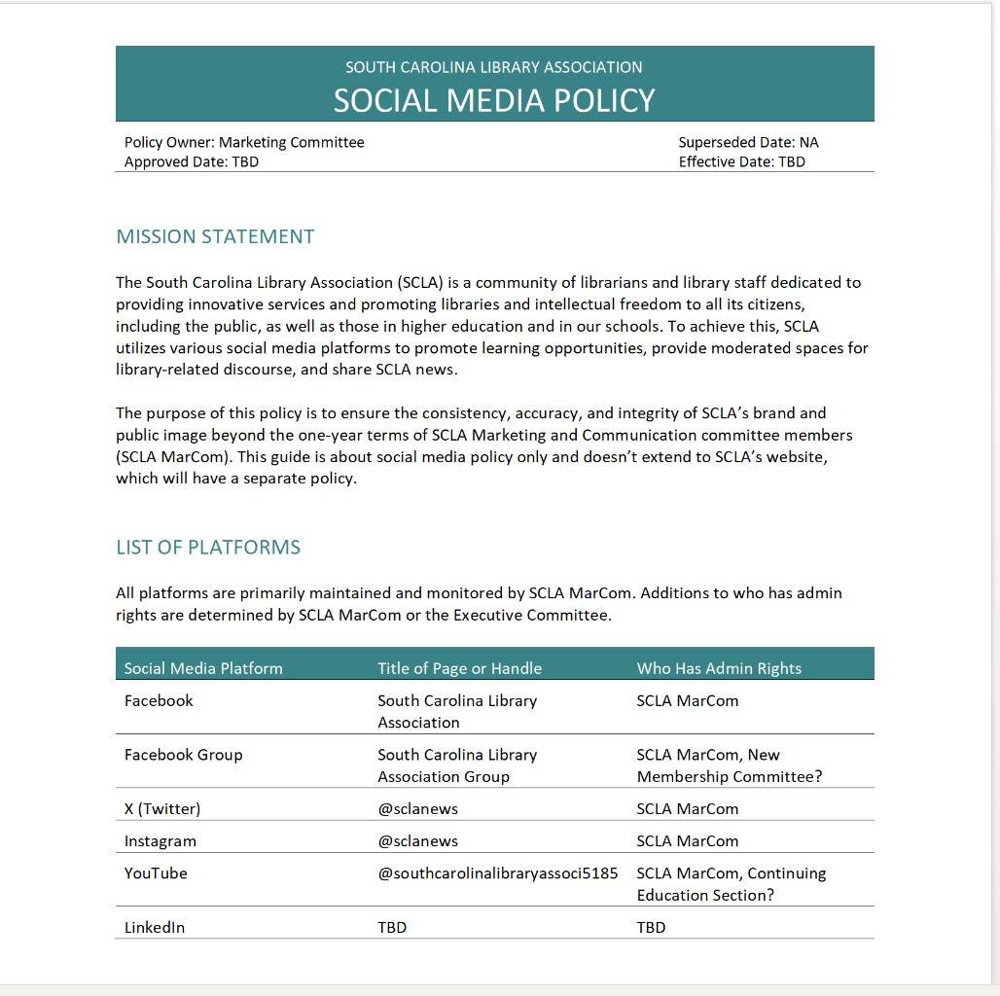 SOUTH CAROLINA LIBRARY ASSOCIATION
SOCIAL MEDIA POLICY
Policy Owner: Marketing Committee Superseded Date: NA
Approved Date: TBD Effective Date: TBD
MISSION STATEMENT
The South Carolina Library Association (SCLA) is a community of librarians and library staff dedicated to
providing innovative services and promoting libraries and intellectual freedom to all its citizens,
including the public, as well as those in higher education and in our schools. To achieve this, SCLA
utilizes various social media platforms to promote learning opportunities, provide moderated spaces for
library-related discourse, and share SCLA news.
The purpose of this policy is to ensure the consistency, accuracy, and integrity of SCLA’s brand and
public image beyond the one-year terms of SCLA Marketing and Communication committee members
(SCLA MarCom). This guide is about social media policy only and doesn’t extend to SCLA’s website,
which will have a separate policy.
LIST OF PLATFORMS
All platforms are primarily maintained and monitored by SCLA MarCom. Additions to who has admin
rights are determined by SCLA MarCom or the Executive Committee.
Social Media Platform Title of Page or Handle Who Has Admin Rights
Facebook South Carolina Library SCLA MarCom
Association
Facebook Group South Carolina Library SCLA MarCom, New
Association Group Membership Committee?
X (Twitter) @sclanews SCLA MarCom
Instagram @sclanews SCLA MarCom
YouTube @southcarolinalibraryassoci5185 SCLA MarCom, Continuing
Education Section?
LinkedIn TBD TBD